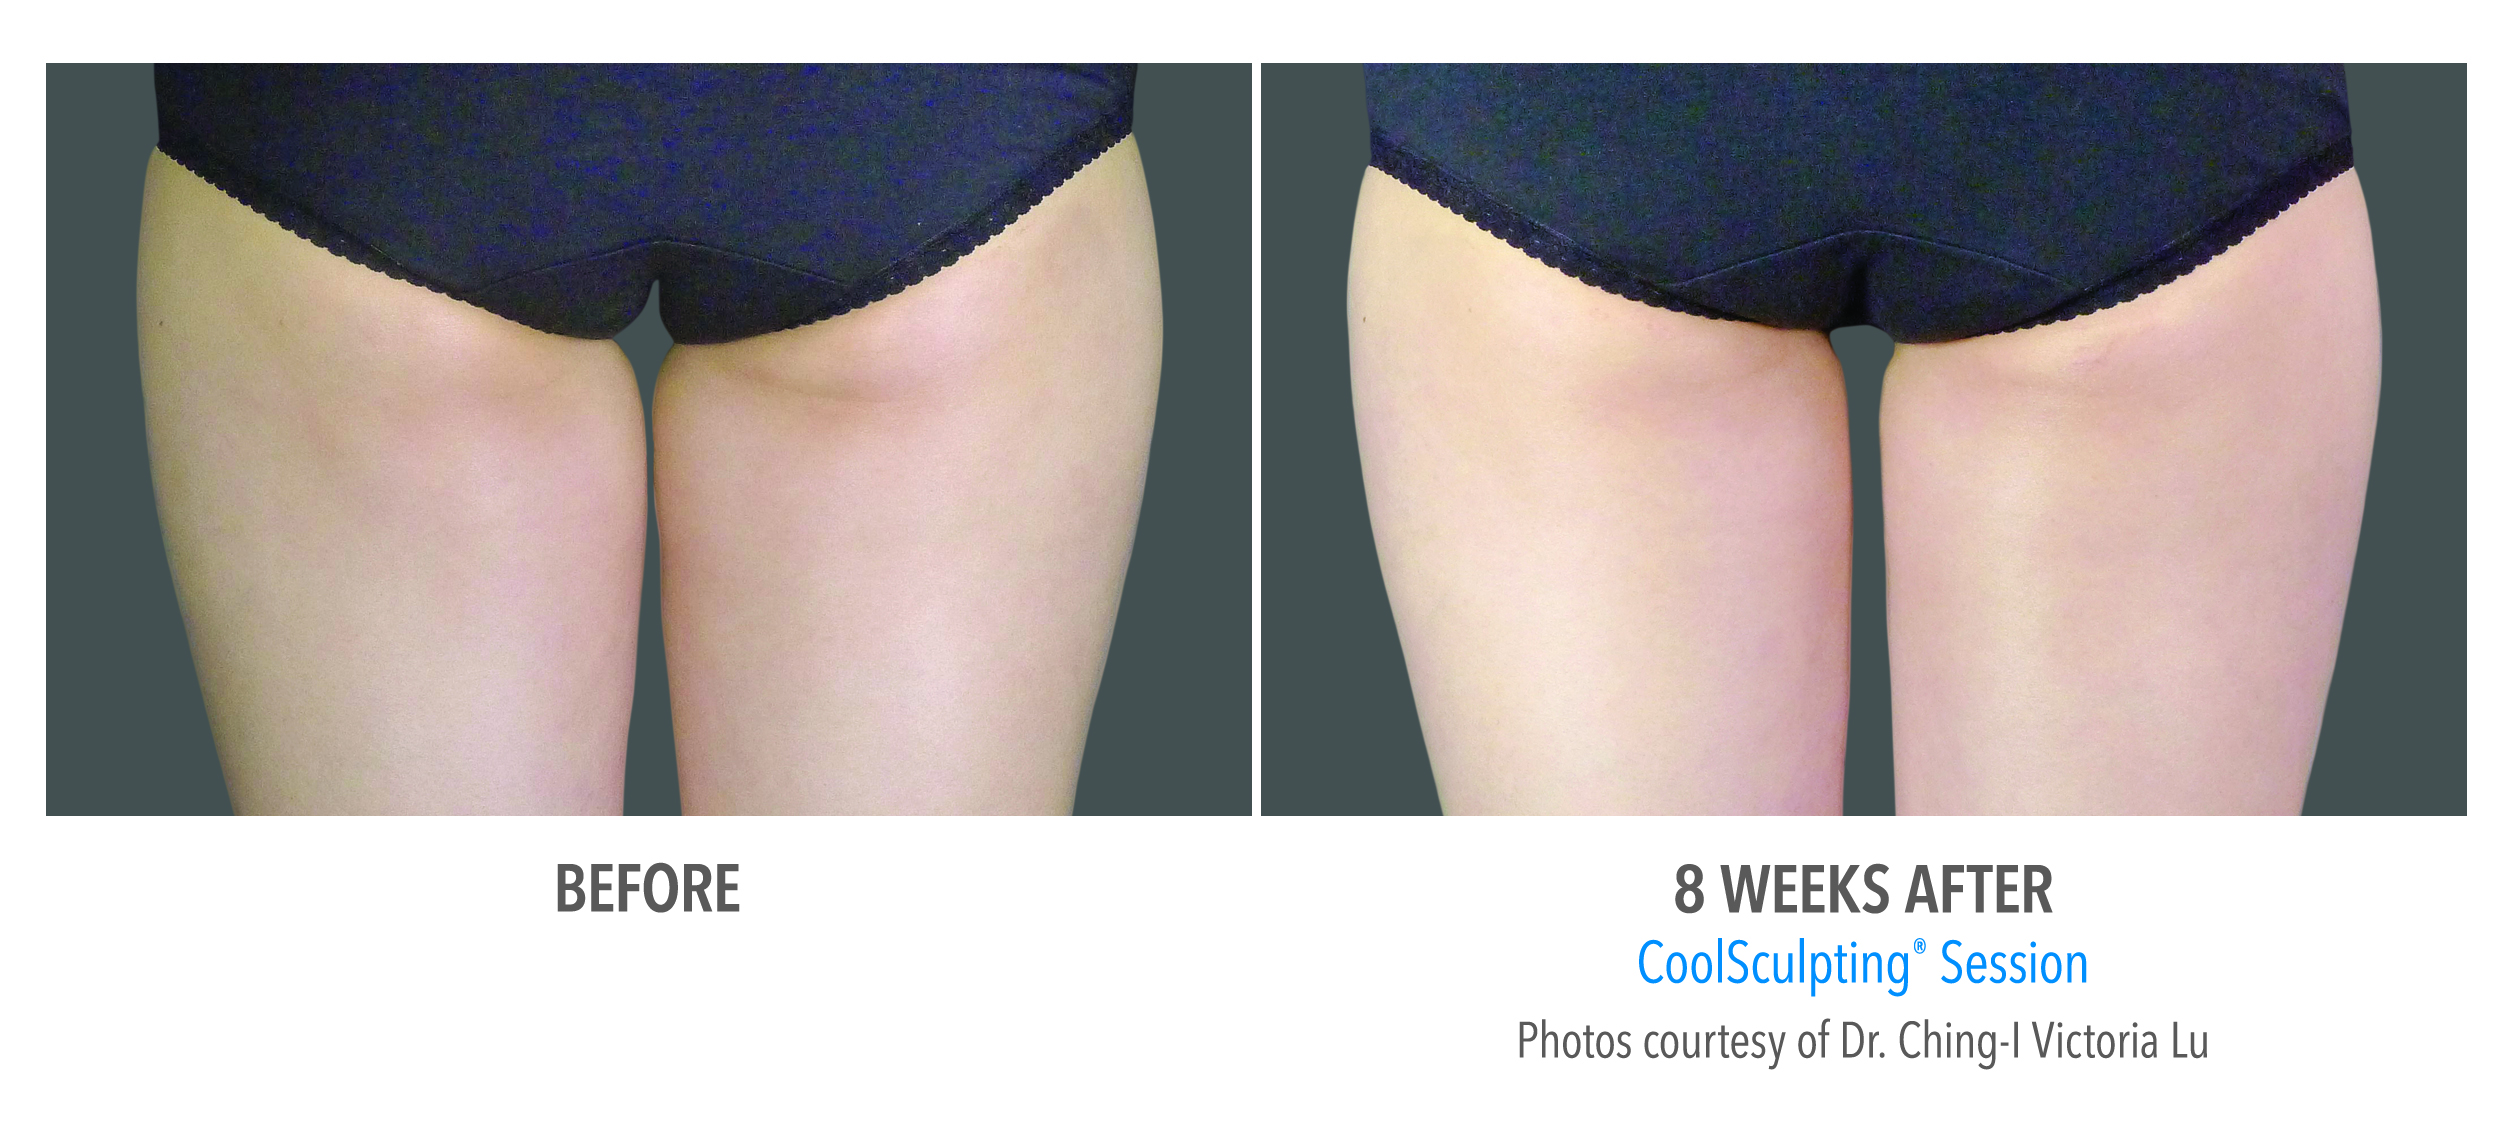 BEFORE
8 WEEKS AFTER
CoolSculpting® Session
Photos courtesy of Dr. Ching-I Victoria Lu